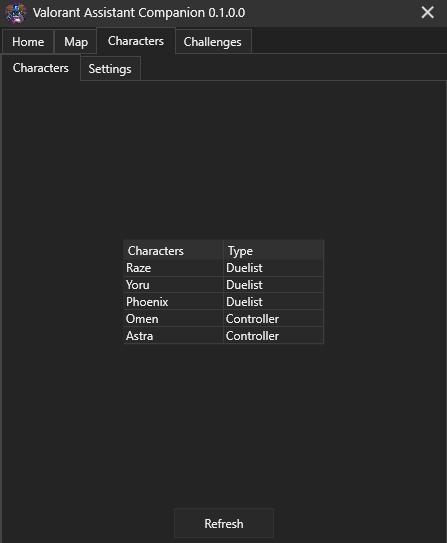 Valorant Assistant Companion 0.1.0.0
Home Map Characters Challenges
Characters Settings
Characters Type
Raze Duelist
Yoru Duelist
Phoenix Duelist
Omen Controller
Astra Controller
Refresh